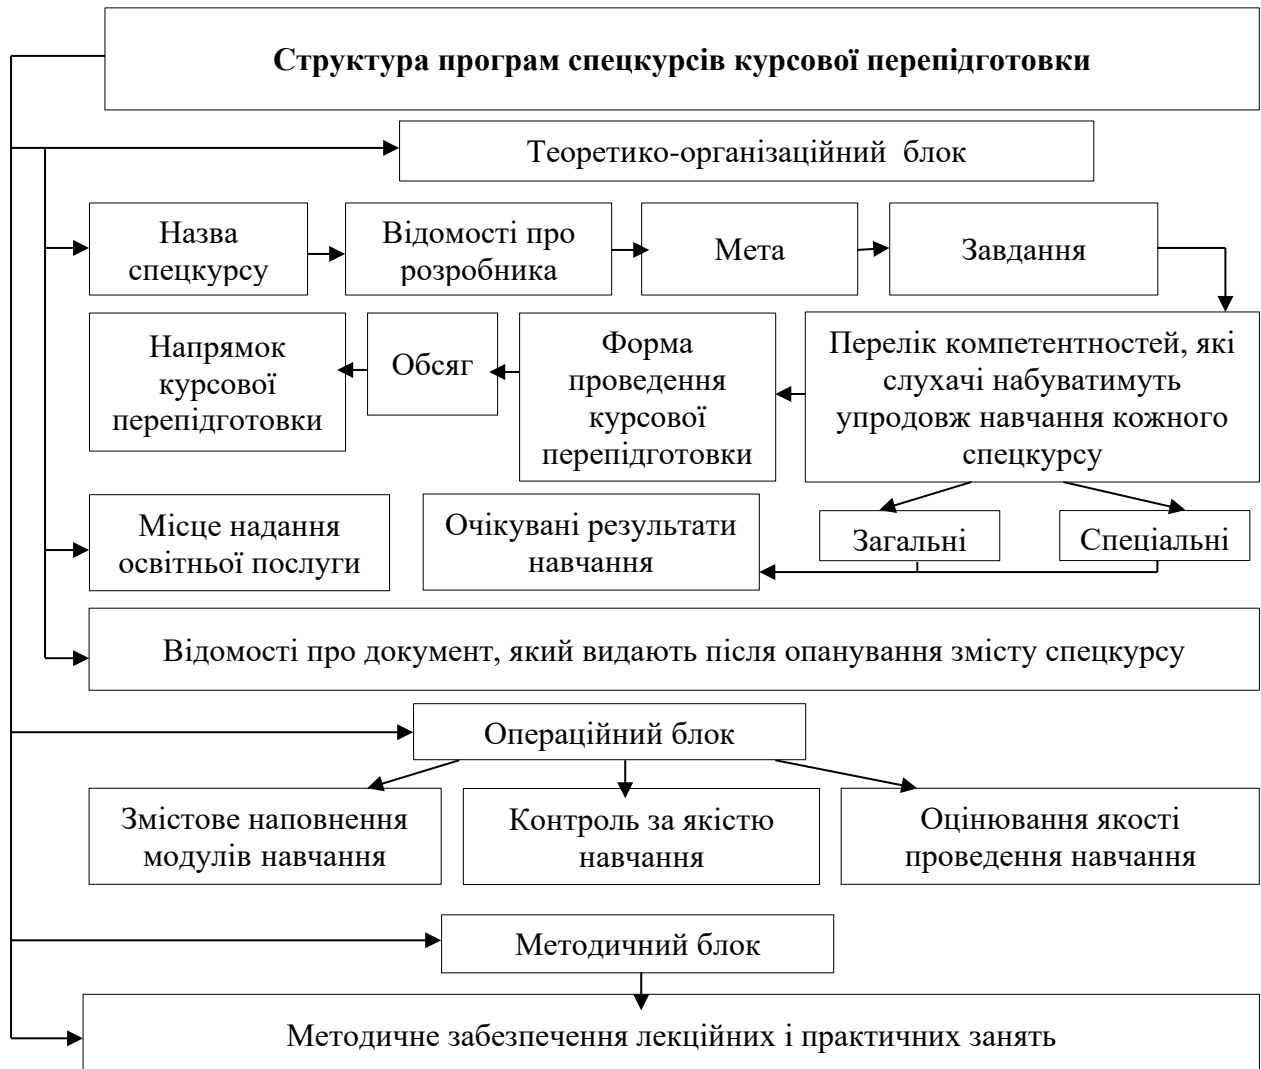 Структура програм спецкурсів курсової перепідготовки
Теоретико-організаційний блок
Назва
спецкурсу
Відомості про
розробника
Мета
Завдання
Напрямок
курсової
перепідготовки
Обсяг
Форма
проведення
курсової
перепідготовки
Перелік компетентностей, які
слухачі набуватимуть
упродовж навчання кожного
спецкурсу
Місце надання
освітньої послуги
Очікувані результати
навчання
Загальні
Спеціальні
Відомості про документ, який видають після опанування змісту спецкурсу
Операційний блок
Змістове наповнення
модулів навчання
Контроль за якістю
навчання
Оцінювання якості
проведення навчання
Методичний блок
Методичне забезпечення лекційних і практичних занять